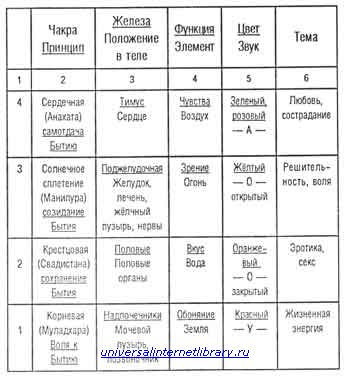 Чакра Принцип
Железа Положение в теле
Функция Элемент
Цвет Звук
Тема
1 2 3 4 5 6
4
Сердечная (Анахата) самотдача Бытию
Тимус Сердце
Чувства Воздух
Зеленый, розовый — А —
Любовь, сострадание
3
Солнечное сплетение (Манипура) созидание Бытия
Поджелудочная Желудок, печень, жёлчный пузырь, нервы
Зрение Огонь
Жёлтый — О — открытый
Решитель- ность, воля
2
Крестцовая (Свадистана) сохранение Бытия
Половые Половые органы
Вкус Вода
Оранже- вый — О — закрытый
Эротика, секс
1
Корневая (Муладхара) Воля к Бытию
Надпочечники Мочевой пузырь, позвоночник
Обоняние Земля
Красный — У —
Жизненная энергия
universalinternetlibrary.ru